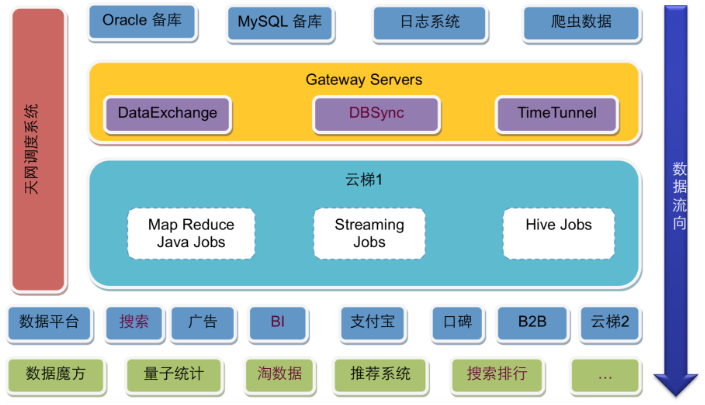 Oracle 备库
MySQL 备库
日志系统
爬虫数据
天网调度系统
Gateway Servers
DataExchange
DBSync
TimeTunnel
云梯1
Map Reduce
Java Jobs
Streaming
Jobs
Hive Jobs
数据流向
数据平台
搜索
广告
BI
支付宝
口碑
B2B
云梯2
数据魔方
量子统计
淘数据
推荐系统
搜索排行
…